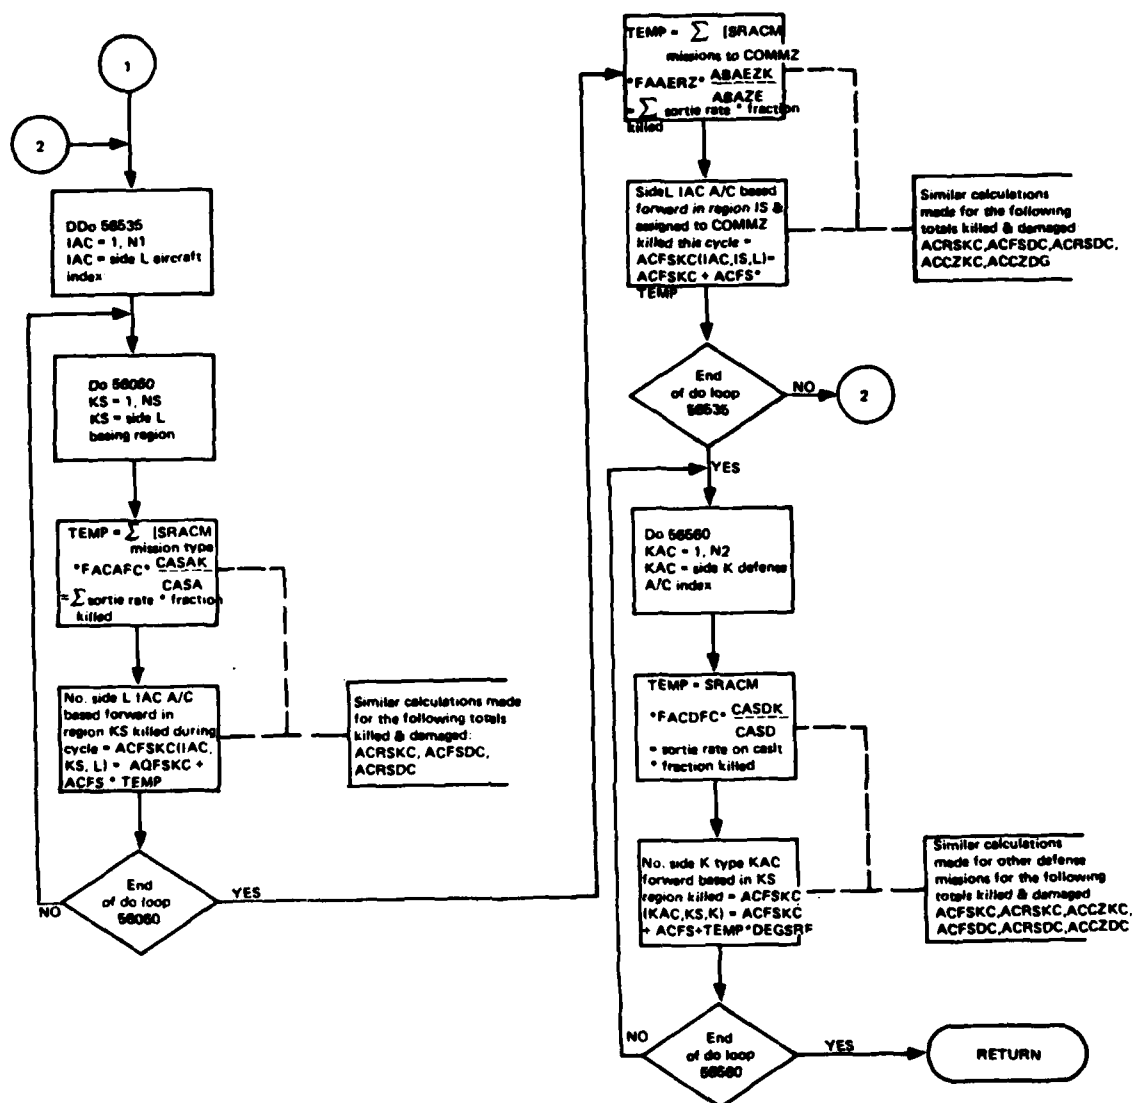 1
2
DDo 56535
IAC = 1, N1
IAC = side L aircraft
index
Do 56060
KS = 1, NS
KS = side L
basing region
TEMP = Σ [SRACM
mission type
*FACAFC* CASAK
CASA
= Σ sortie rate * fraction
killed
No. side L IAC A/C
based forward in
region KS killed during
cycle = ACFSKC(IAC,
KS, L) = AQFSKC +
ACFS * TEMP
Similar calculations made
for the following totals
killed & damaged:
ACRSKC, ACFSDC,
ACRSDC
End
of do loop
56060
NO
YES
TEMP = Σ [SRACM
missions to COMMZ
*FAAERZ* ABAEZK
ABAZE
= Σ sortie rate * fraction
killed
Side L IAC A/C based
forward in region IS &
assigned to COMMZ
killed this cycle =
ACFSKC(IAC,IS,L)=
ACFSKC + ACFS*
TEMP
Similar calculations
made for the following
totals killed & damaged
ACRSKC,ACFSDC,ACRSDC,
ACCZKC,ACCZDG
End
of do loop
56535
NO
2
YES
Do 56560
KAC = 1, N2
KAC = side K defense
A/C index
TEMP = SRACM
*FACDFC* CASDK
CASD
= sortie rate on caslt
* fraction killed
No. side K type KAC
forward based in KS
region killed = ACFSKC
(KAC,KS,K) = ACFSKC
+ ACFS+TEMP*DEGSRF
Similar calculations
made for other defense
missions for the following
totals killed & damaged
ACFSKC,ACRSKC,ACCZKC,
ACFSDC,ACRSDC,ACCZDC
End
of do loop
56560
NO
YES
RETURN